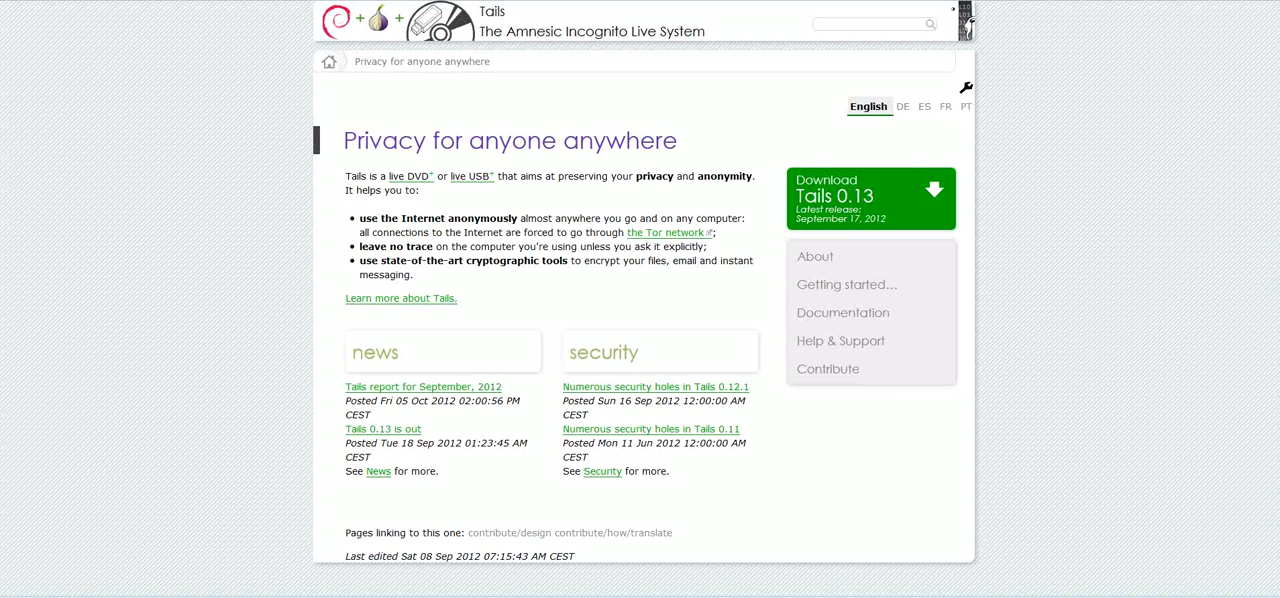 + +
Tails
The Amnesic Incognito Live System
Privacy for anyone anywhere
English DE ES FR PT
Privacy for anyone anywhere
Tails is a live DVD+ or live USB+ that aims at preserving your privacy and anonymity.
It helps you to:
• use the Internet anonymously almost anywhere you go and on any computer:
all connections to the Internet are forced to go through the Tor network;
• leave no trace on the computer you're using unless you ask it explicitly;
• use state-of-the-art cryptographic tools to encrypt your files, email and instant
messaging.
Learn more about Tails.
Download
Tails 0.13
Latest release:
September 17, 2012
About
Getting started...
Documentation
Help & Support
Contribute
news
Tails report for September, 2012
Posted Fri 05 Oct 2012 02:00:56 PM
CEST
Tails 0.13 is out
Posted Tue 18 Sep 2012 01:23:45 AM
CEST
See News for more.
security
Numerous security holes in Tails 0.12.1
Posted Sun 16 Sep 2012 12:00:00 AM
CEST
Numerous security holes in Tails 0.11
Posted Mon 11 Jun 2012 12:00:00 AM
CEST
See Security for more.
Pages linking to this one: contribute/design contribute/how/translate
Last edited Sat 08 Sep 2012 07:15:43 AM CEST